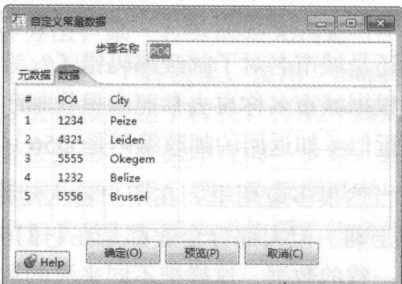 自定义常量数据
步骤名称 PC4
元数据 数据
# PC4 City
1 1234 Peize
2 4321 Leiden
3 5555 Okegem
4 1232 Belize
5 5556 Brussel
确定(O) 预览(P) 取消(C)
Help